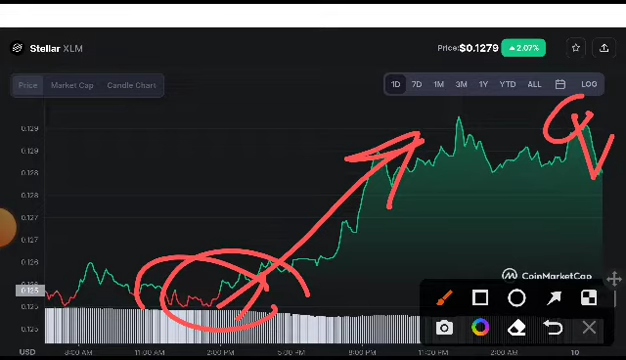 Stellar XLM
Price:$0.1279 ▲2.07%
Price Market Cap Candle Chart
1D 7D 1M 3M 1Y YTD ALL LOG
0.129
0.129
0.128
0.128
0.127
0.127
0.126
0.125
CoinMarketCap
USD 8:00 AM 11:00 AM 2:00 PM 5:00 PM 8:00 PM 11:00 PM 2:00 AM 10